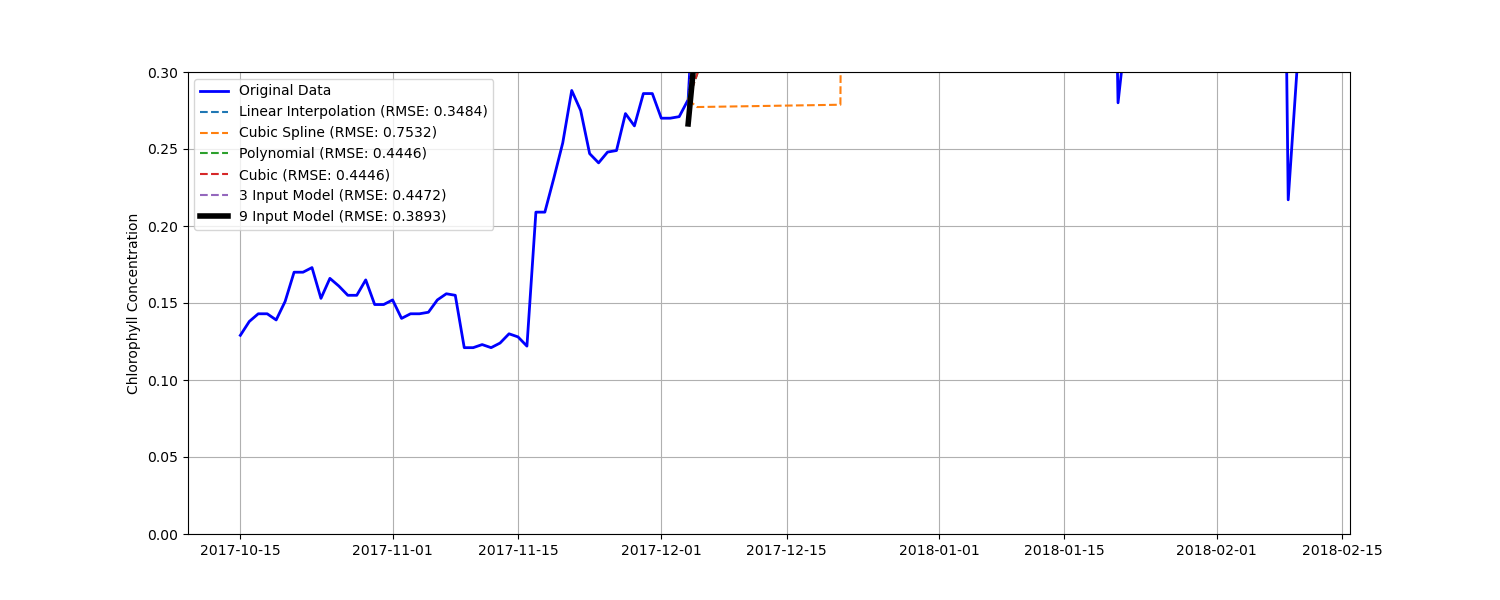 0.30
0.25
0.20
0.15
0.10
0.05
0.00
Chlorophyll Concentration
Original Data
Linear Interpolation (RMSE: 0.3484)
Cubic Spline (RMSE: 0.7532)
Polynomial (RMSE: 0.4446)
Cubic (RMSE: 0.4446)
3 Input Model (RMSE: 0.4472)
9 Input Model (RMSE: 0.3893)
2017-10-15 2017-11-01 2017-11-15 2017-12-01 2017-12-15 2018-01-01 2018-01-15 2018-02-01 2018-02-15